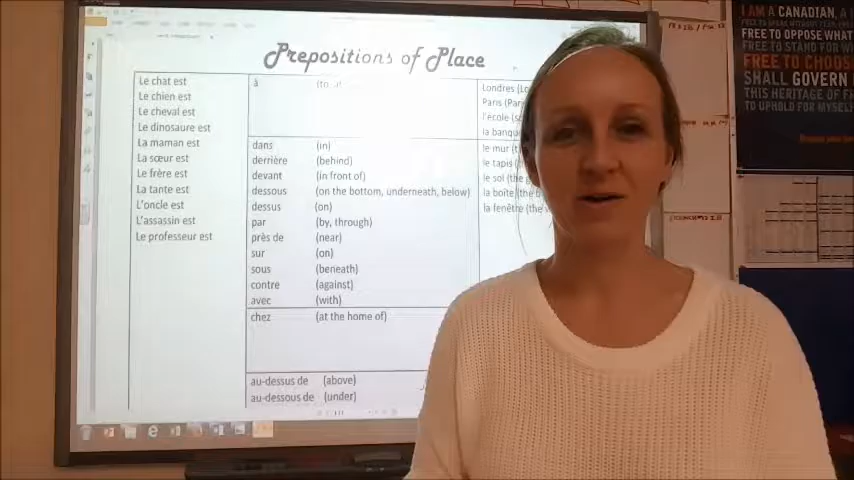 Prepositions of Place
Le chat est
Le chien est
Le cheval est
Le dinosaure est
La maman est
La sœur est
Le frère est
La tante est
L'oncle est
L'assassin est
Le professeur est
à (to
dans (in)
derrière (behind)
devant (in front of)
dessous (on the bottom, underneath, below)
dessus (on)
par (by, through)
près de (near)
sur (on)
sous (beneath)
contre (against)
avec (with)
chez (at the home of)
au-dessus de (above)
au-dessous de (under)
Londres
Paris
l'école
la banque
le mur
le tapis
le sol (the
la boîte (the
la fenêtre (the
I AM A CANADIAN,
FREE TO OPPOSE WHAT
FREE TO STAND FOR
FREE TO CHOOSE
SHALL GOVERN
THIS HERITAGE OF
TO UPHOLD FOR MYSELF